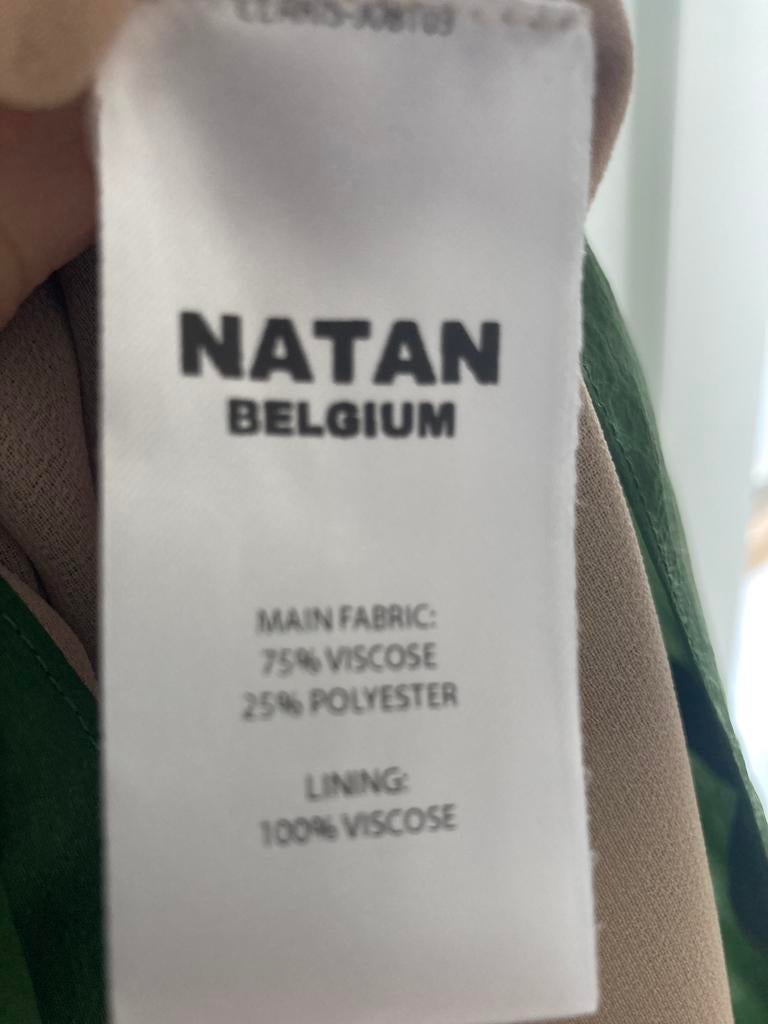 NATAN
BELGIUM
MAIN FABRIC:
75% VISCOSE
25% POLYESTER
LINING:
100% VISCOSE